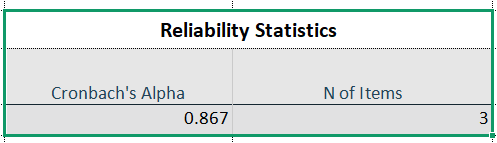 Reliability Statistics
Cronbach's Alpha N of Items
0.867 3